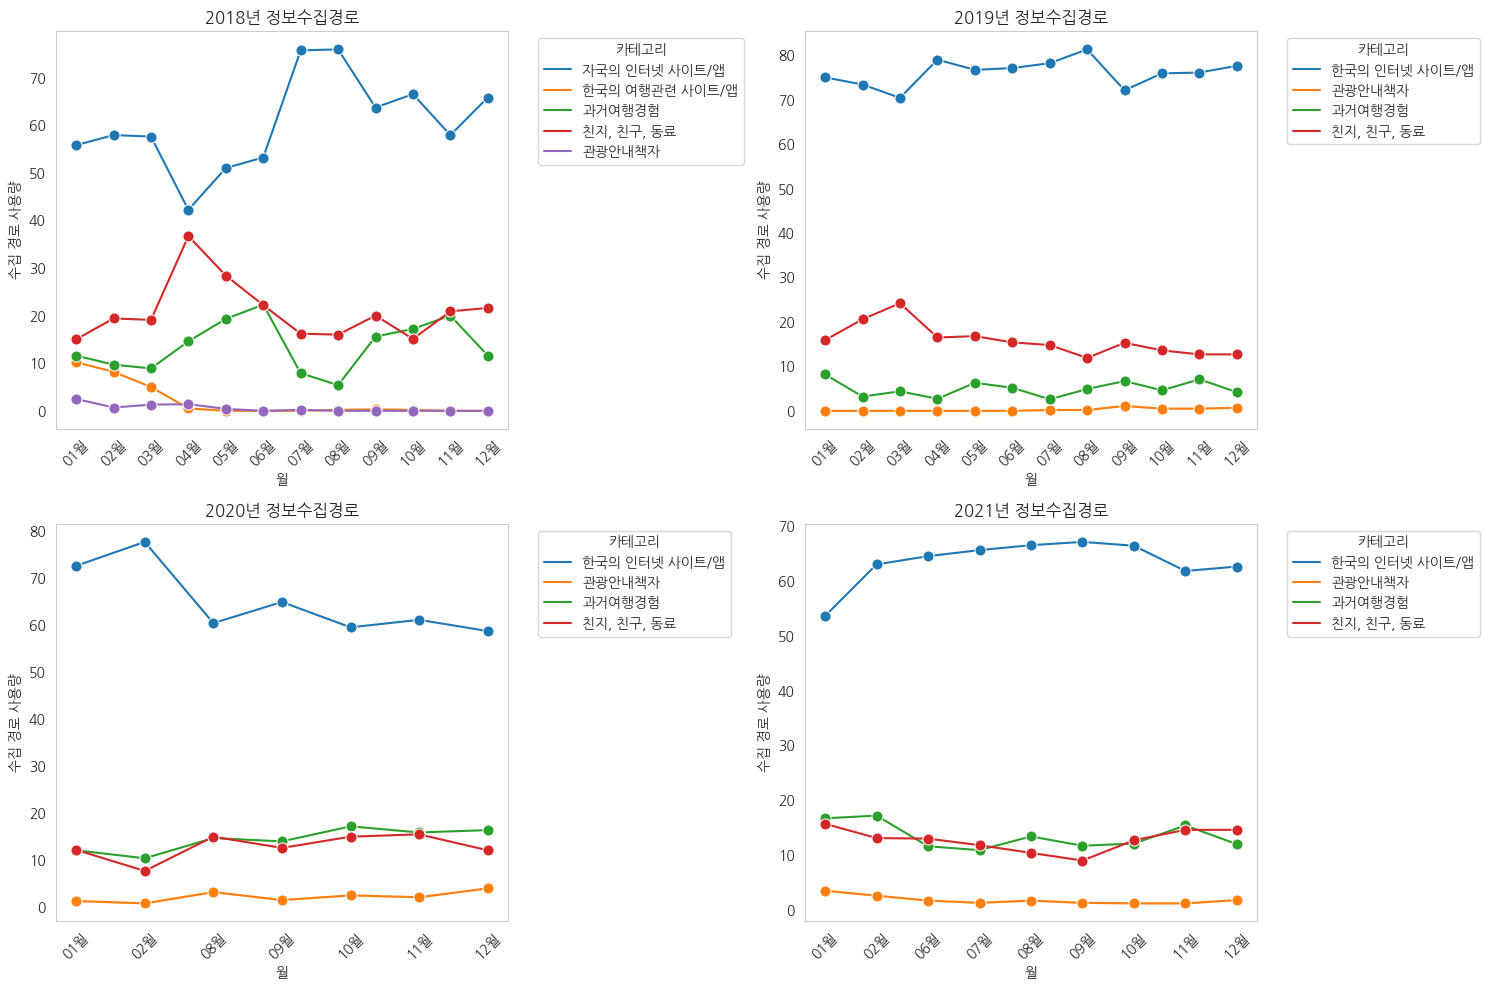 2018년 정보수집경로
수집 경로 사용량
70
60
50
40
30
20
10
0
01월
02월
03월
04월
05월
06월
07월
08월
09월
10월
11월
12월
월
카테고리
자국의 인터넷 사이트/앱
한국의 여행관련 사이트/앱
과거여행경험
친지, 친구, 동료
관광안내책자
2019년 정보수집경로
수집 경로 사용량
80
70
60
50
40
30
20
10
0
01월
02월
03월
04월
05월
06월
07월
08월
09월
10월
11월
12월
월
카테고리
한국의 인터넷 사이트/앱
관광안내책자
과거여행경험
친지, 친구, 동료
2020년 정보수집경로
수집 경로 사용량
80
70
60
50
40
30
20
10
0
01월
02월
08월
09월
10월
11월
12월
월
카테고리
한국의 인터넷 사이트/앱
관광안내책자
과거여행경험
친지, 친구, 동료
2021년 정보수집경로
수집 경로 사용량
70
60
50
40
30
20
10
0
01월
02월
06월
07월
08월
09월
10월
11월
12월
월
카테고리
한국의 인터넷 사이트/앱
관광안내책자
과거여행경험
친지, 친구, 동료